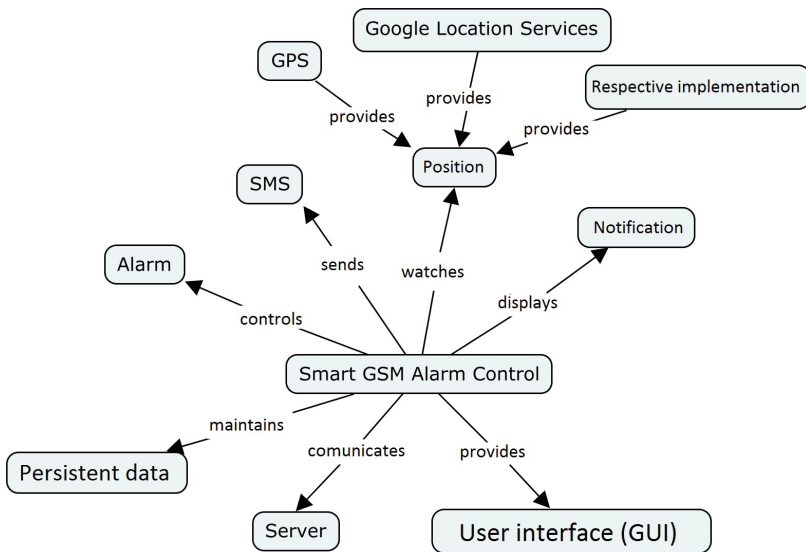 Google Location Services
GPS
Respective implementation
provides
provides
provides
Position
SMS
Notification
Alarm
sends
watches
displays
controls
Smart GSM Alarm Control
maintains
comunicates
provides
Persistent data
Server
User interface (GUI)